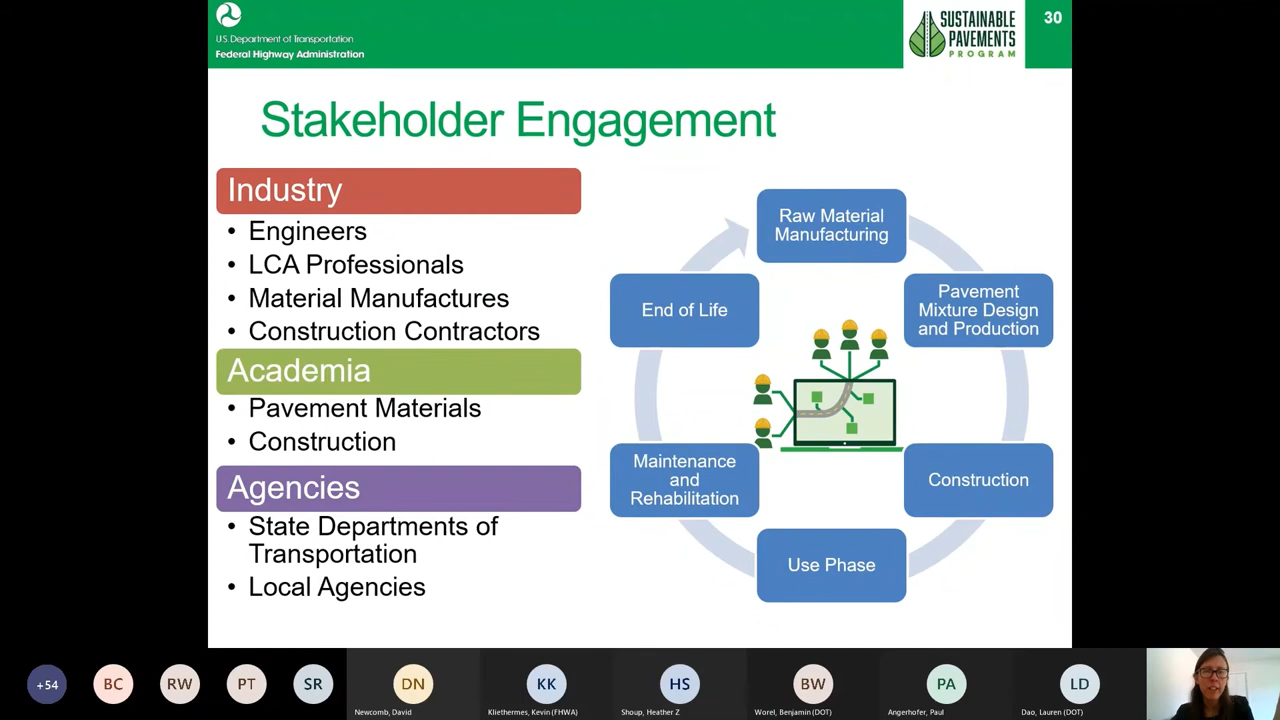 U.S. Department of Transportation
Federal Highway Administration
SUSTAINABLE
PAVEMENTS
PROGRAM
30
Stakeholder Engagement
Industry
• Engineers
• LCA Professionals
• Material Manufactures
• Construction Contractors
Academia
• Pavement Materials
• Construction
Agencies
• State Departments of
Transportation
• Local Agencies
Raw Material
Manufacturing
Pavement
Mixture Design
and Production
Construction
Use Phase
Maintenance
and
Rehabilitation
End of Life
+54
BC
RW
PT
SR
DN
Newcomb, David
KK
Kliethermes, Kevin (FHWA)
HS
Shoup, Heather Z
BW
Worel, Benjamin (DOT)
PA
Angerhofer, Paul
LD
Dao, Lauren (DOT)